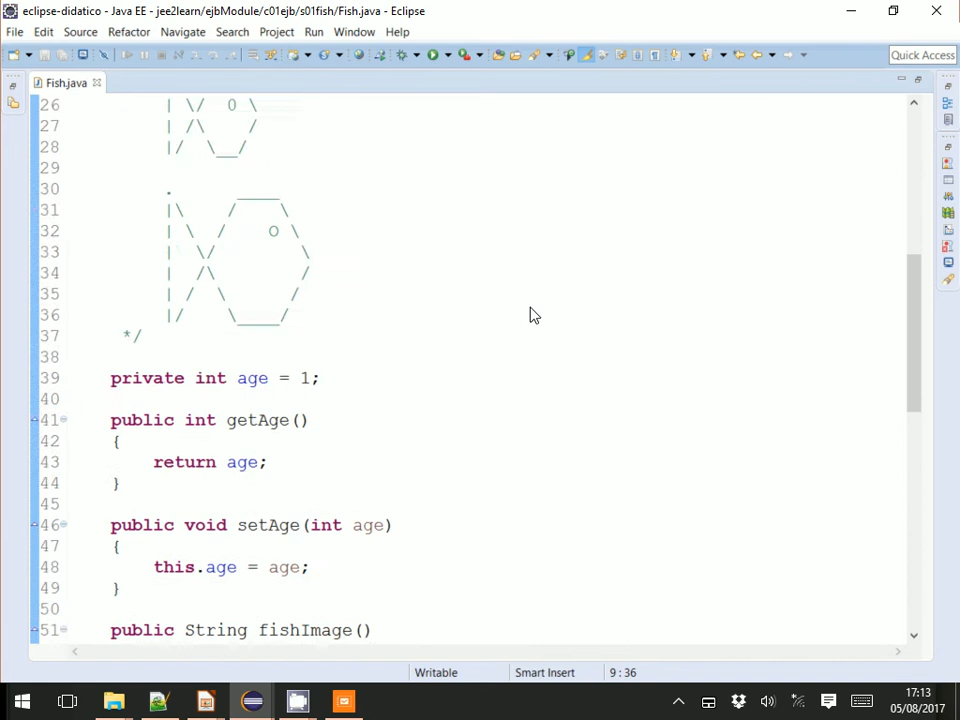 eclipse-didatico - Java EE - jee2learn/ejbModule/c01ejb/s01fish/Fish.java - Eclipse
File Edit Source Refactor Navigate Search Project Run Window Help
Quick Access
Fish.java
26 | \/ O \
27 | /\ /
28 |/ \__/
29
30 . ____
31 |\ / \
32 | \ / O \
33 | \/ \
34 | /\ /
35 | / \ /
36 |/ \____/
37 */
38
39 private int age = 1;
40
41 public int getAge()
42 {
43 return age;
44 }
45
46 public void setAge(int age)
47 {
48 this.age = age;
49 }
50
51 public String fishImage()
Writable Smart Insert 9 : 36
17:13
05/08/2017